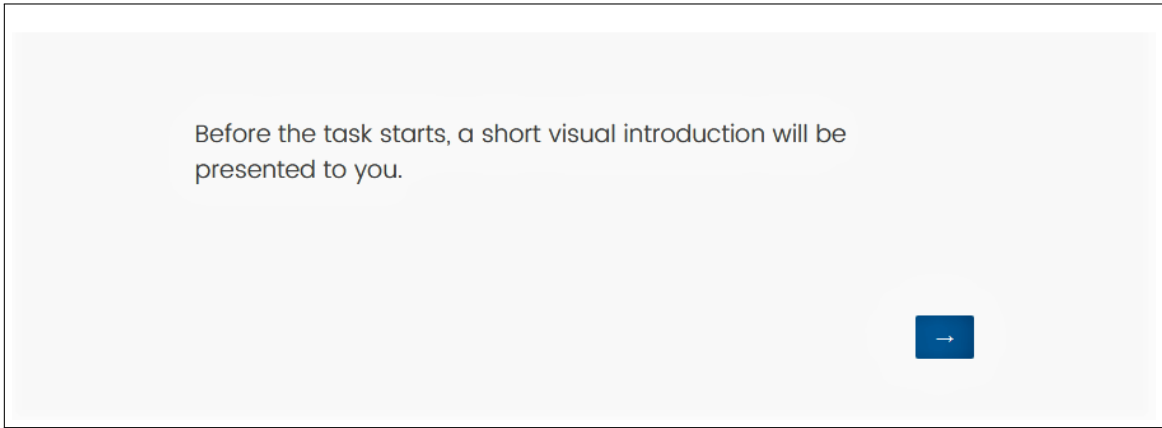 Before the task starts, a short visual introduction will be
presented to you.
→